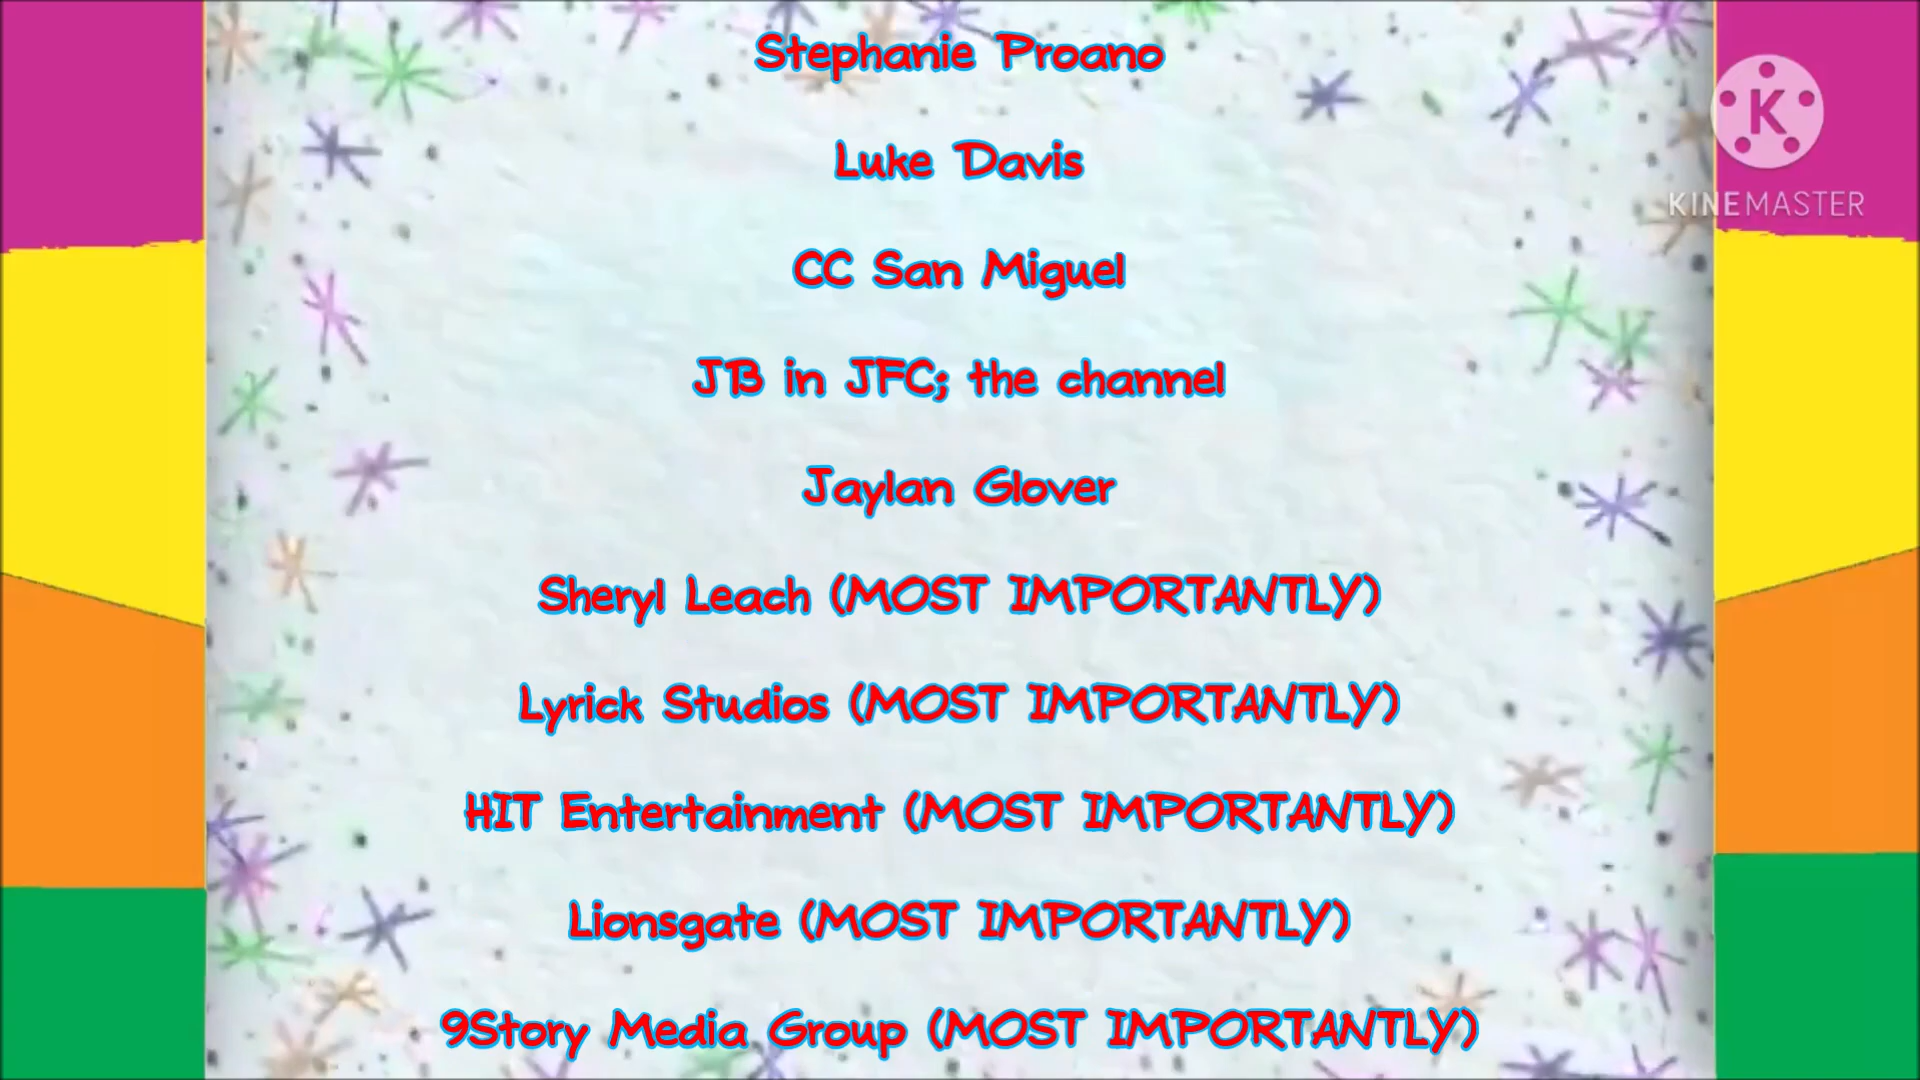 Stephanie Proano
Luke Davis
CC San Miguel
JB in JFC; the channel
Jaylan Glover
Sheryl Leach (MOST IMPORTANTLY)
Lyrick Studios (MOST IMPORTANTLY)
HIT Entertainment (MOST IMPORTANTLY)
Lionsgate (MOST IMPORTANTLY)
9Story Media Group (MOST IMPORTANTLY)
K
KINEMASTER